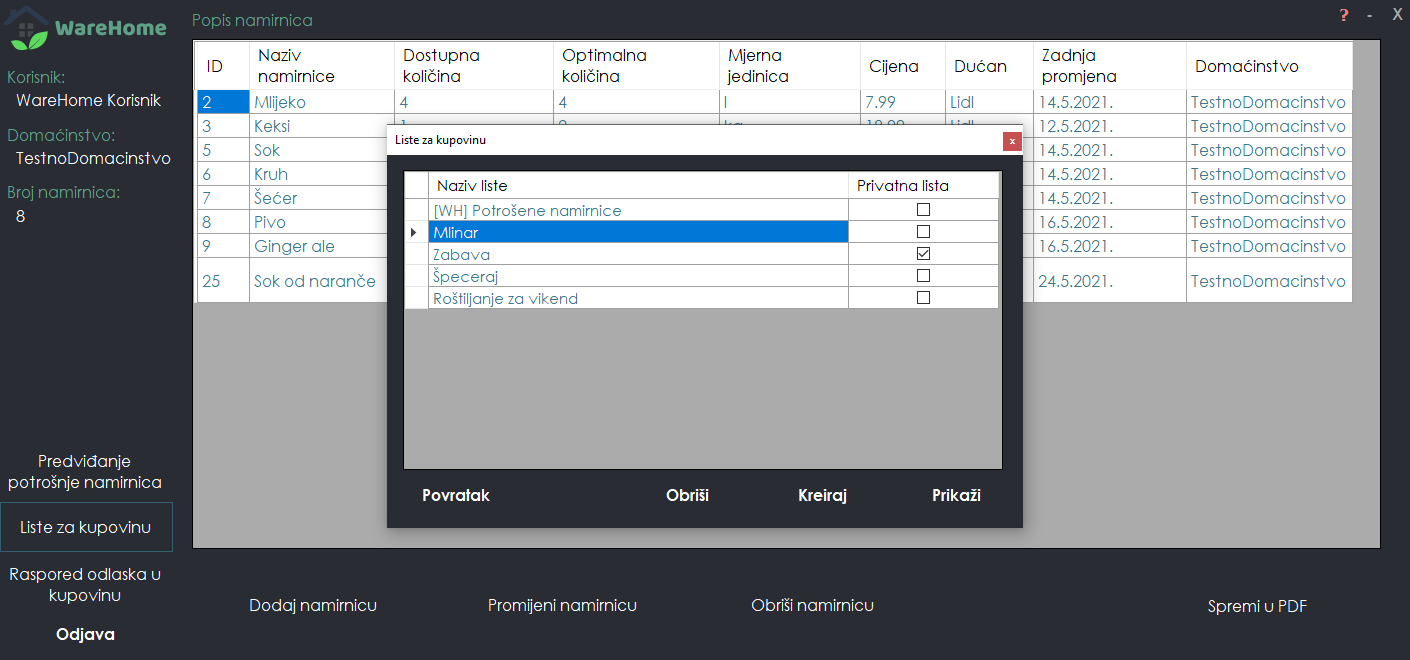 WareHome
Popis namirnica
? - X
Korisnik:
WareHome Korisnik
Domaćinstvo:
TestnoDomacinstvo
Broj namirnica:
8
ID Naziv namirnice Dostupna količina Optimalna količina Mjerna jedinica Cijena Dućan Zadnja promjena Domaćinstvo
2 Mlijeko 4 4 l 7.99 Lidl 14.5.2021. TestnoDomacinstvo
3 Keksi 12.5.2021. TestnoDomacinstvo
5 Sok 14.5.2021. TestnoDomacinstvo
6 Kruh 14.5.2021. TestnoDomacinstvo
7 Šećer 14.5.2021. TestnoDomacinstvo
8 Pivo 16.5.2021. TestnoDomacinstvo
9 Ginger ale 16.5.2021. TestnoDomacinstvo
25 Sok od naranče 24.5.2021. TestnoDomacinstvo
Liste za kupovinu
x
Naziv liste Privatna lista
[WH] Potrošene namirnice
Mlinar
Zabava
Špeceraj
Roštiljanje za vikend
Povratak Obriši Kreiraj Prikaži
Predviđanje
potrošnje namirnica
Liste za kupovinu
Raspored odlaska u
kupovinu
Odjava
Dodaj namirnicu Promijeni namirnicu Obriši namirnicu Spremi u PDF